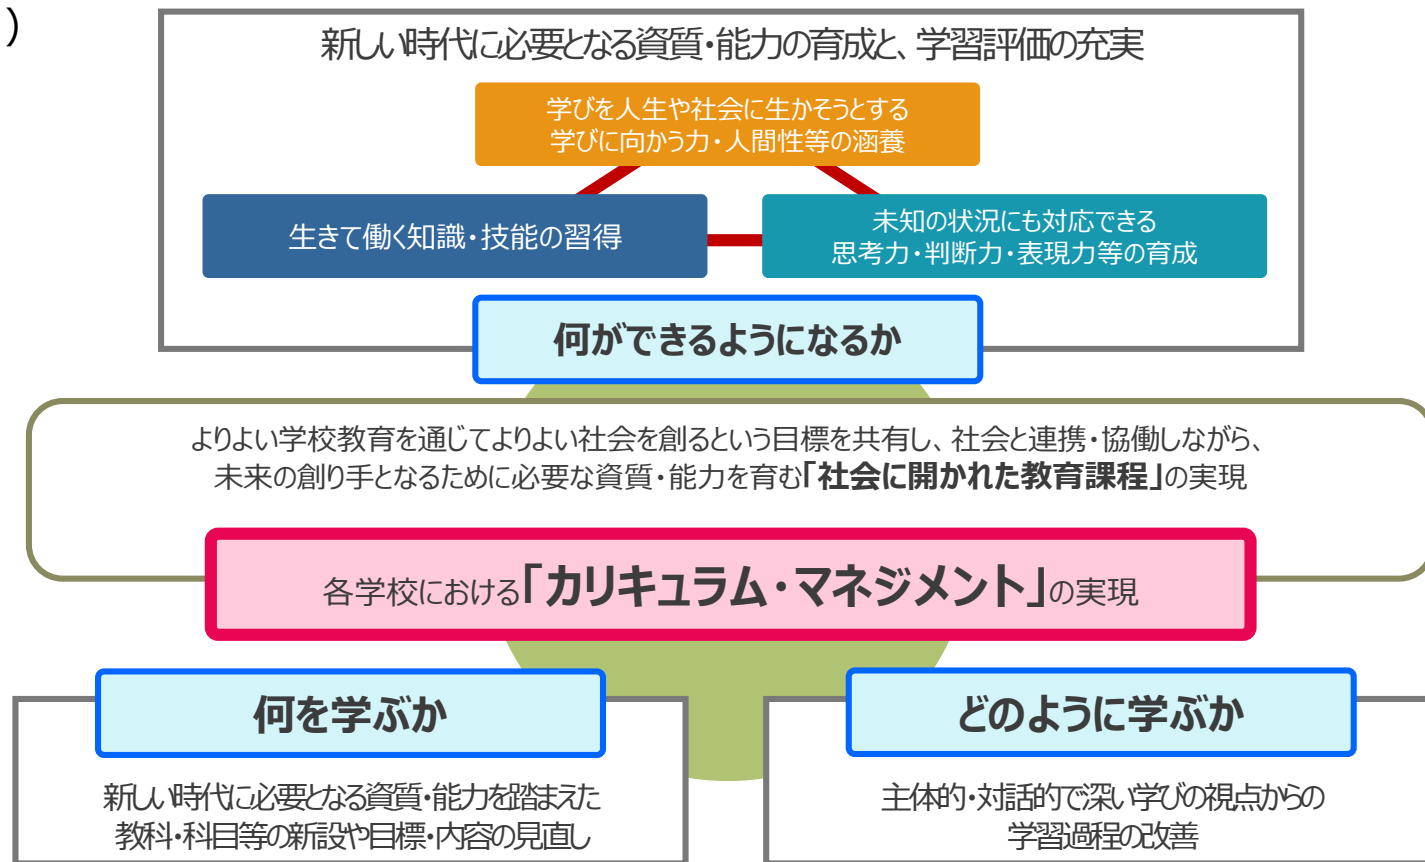 )
新しい時代に必要となる資質・能力の育成と、学習評価の充実
学びを人生や社会に生かそうとする
学びに向かう力・人間性等の涵養
生きて働く知識・技能の習得
未知の状況にも対応できる
思考力・判断力・表現力等の育成
何ができるようになるか
よりよい学校教育を通じてよりよい社会を創るという目標を共有し、社会と連携・協働しながら、
未来の創り手となるために必要な資質・能力を育む「社会に開かれた教育課程」の実現
各学校における「カリキュラム・マネジメント」の実現
何を学ぶか
新しい時代に必要となる資質・能力を踏まえた
教科・科目等の新設や目標・内容の見直し
どのように学ぶか
主体的・対話的で深い学びの視点からの
学習過程の改善